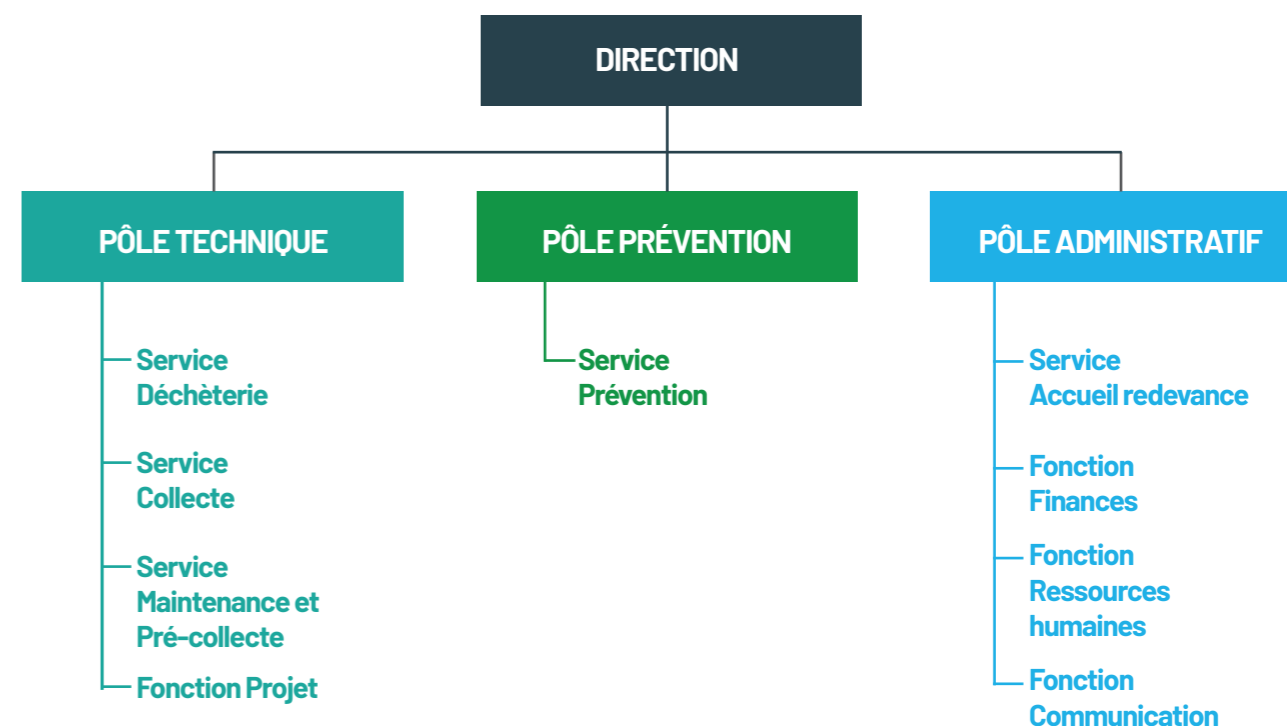 DIRECTION
PÔLE TECHNIQUE
Service
Déchèterie
Service
Collecte
Service
Maintenance et
Pré-collecte
Fonction Projet
PÔLE PRÉVENTION
Service
Prévention
PÔLE ADMINISTRATIF
Service
Accueil redevance
Fonction
Finances
Fonction
Ressources
humaines
Fonction
Communication